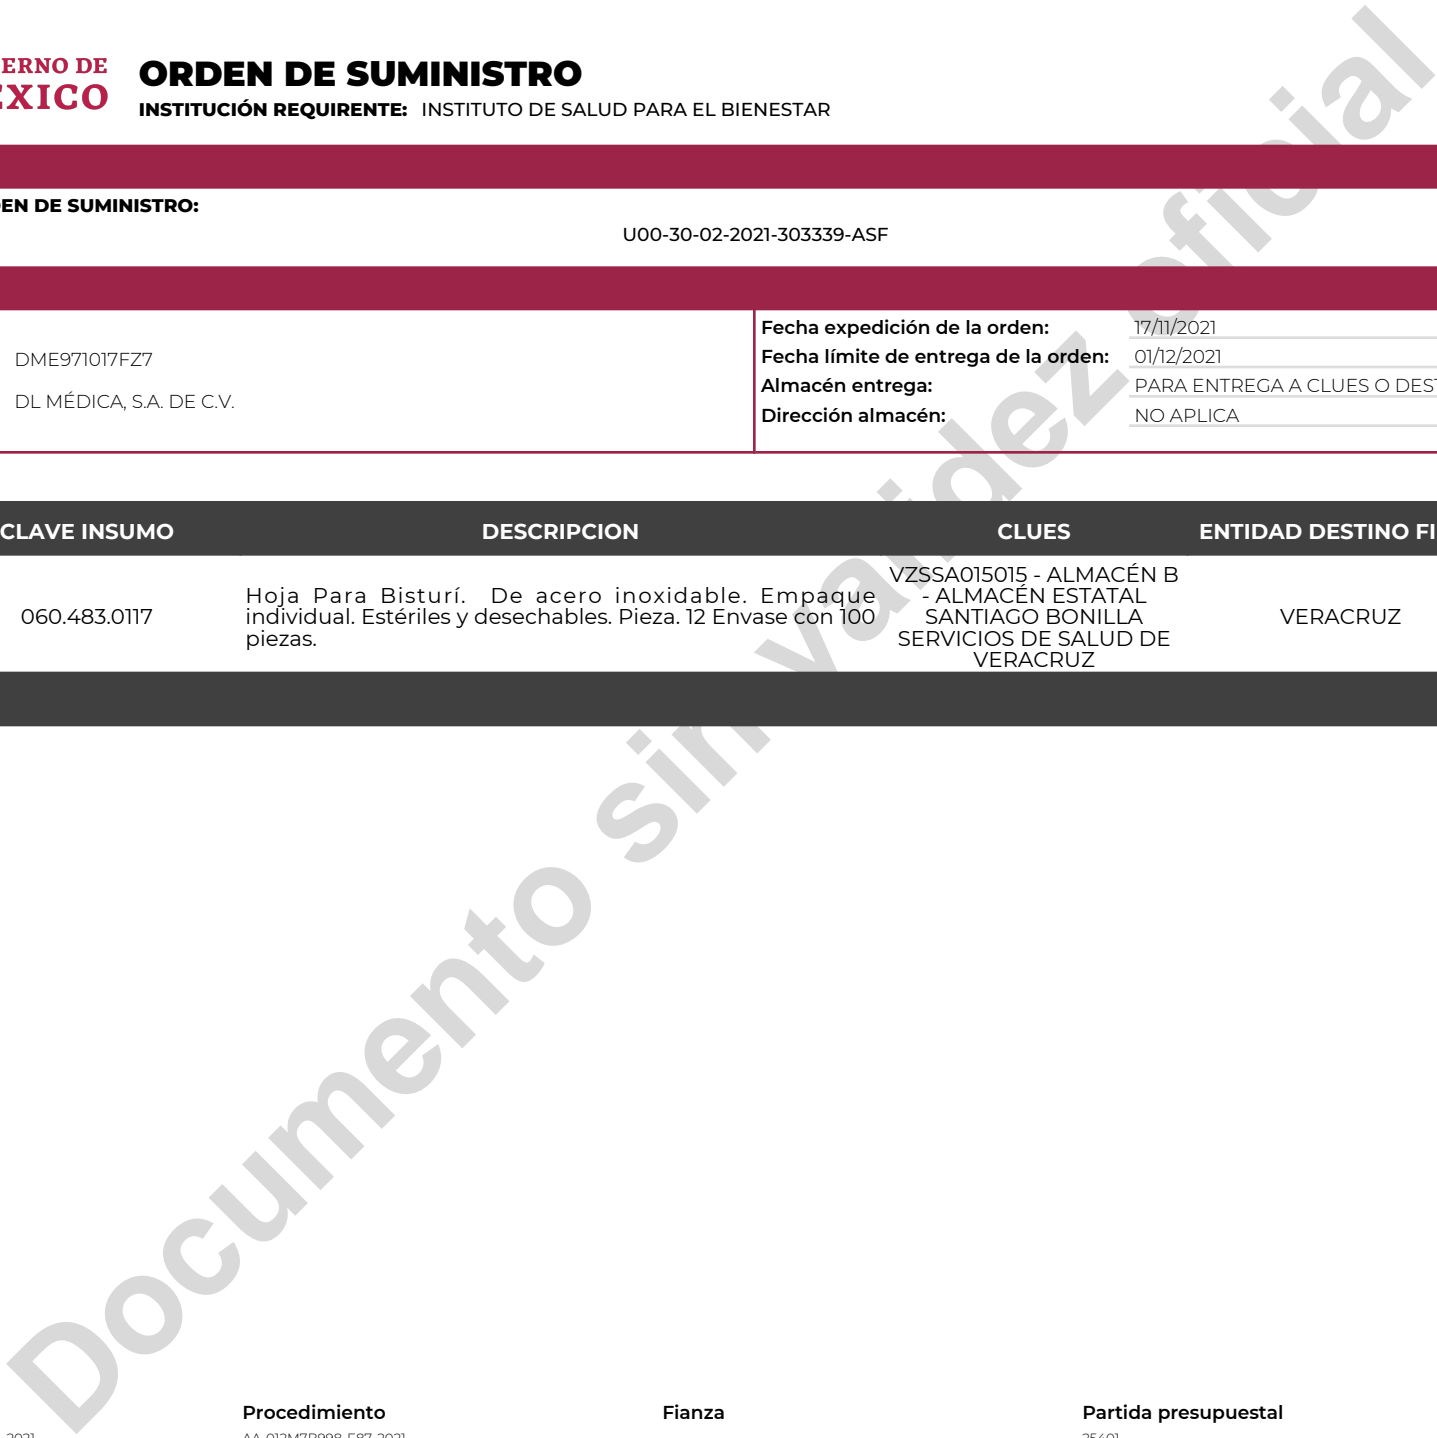 ERNO DE
EXICO
ORDEN DE SUMINISTRO
INSTITUCIÓN REQUIRENTE: INSTITUTO DE SALUD PARA EL BIENESTAR
EN DE SUMINISTRO:
U00-30-02-2021-303339-ASF
DME971017FZ7
DL MÉDICA, S.A. DE C.V.
Fecha expedición de la orden: 17/11/2021
Fecha límite de entrega de la orden: 01/12/2021
Almacén entrega: PARA ENTREGA A CLUES O DEST
Dirección almacén: NO APLICA
CLAVE INSUMO DESCRIPCION CLUES ENTIDAD DESTINO FI
060.483.0117
Hoja Para Bisturí. De acero inoxidable. Empaque
individual. Estériles y desechables. Pieza. 12 Envase con 100
piezas.
VZSSA015015 - ALMACÉN B
- ALMACÉN ESTATAL
SANTIAGO BONILLA
SERVICIOS DE SALUD DE
VERACRUZ
VERACRUZ
Documento sin validez oficial
Procedimiento Fianza Partida presupuestal